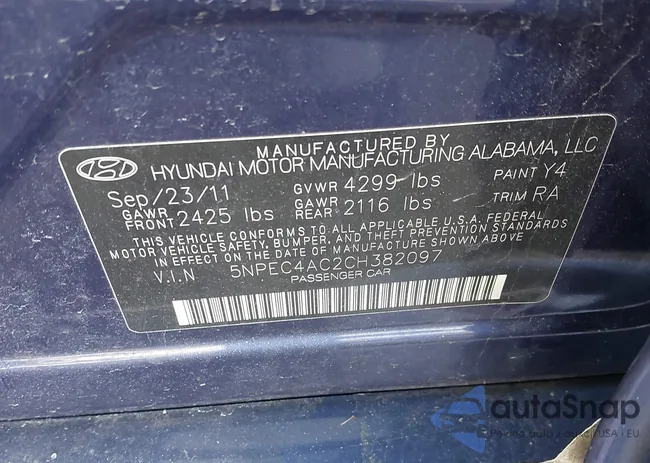 MANUFACTURED BY
HYUNDAI MOTOR MANUFACTURING ALABAMA, LLC
Sep/23/11 GVWR 4299 lbs PAINT Y4
GAWR FRONT 2425 lbs GAWR REAR 2116 lbs TRIM RA
THIS VEHICLE CONFORMS TO ALL APPLICABLE U.S.A. FEDERAL
MOTOR VEHICLE SAFETY, BUMPER, AND THEFT PREVENTION STANDARDS
IN EFFECT ON THE DATE OF MANUFACTURE SHOWN ABOVE.
V.I.N 5NPEC4AC2CH382097
PASSENGER CAR
autoSnap
USA i EU